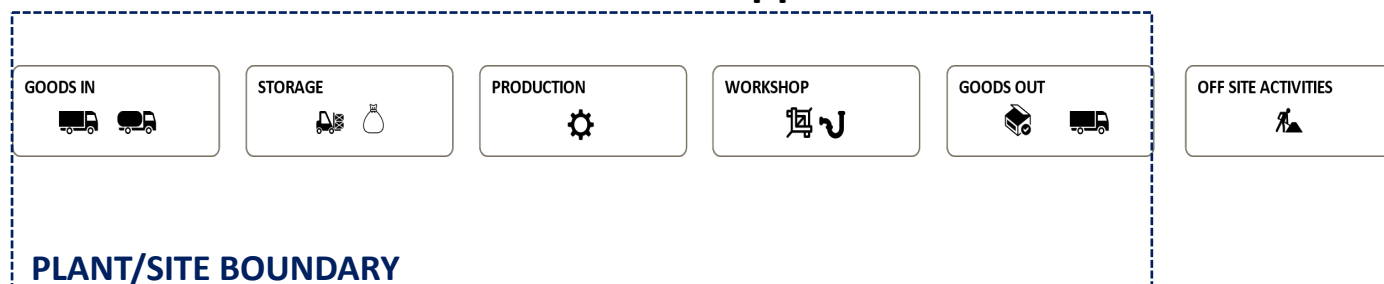 GOODS IN
STORAGE
PRODUCTION
WORKSHOP
GOODS OUT
OFF SITE ACTIVITIES
PLANT/SITE BOUNDARY